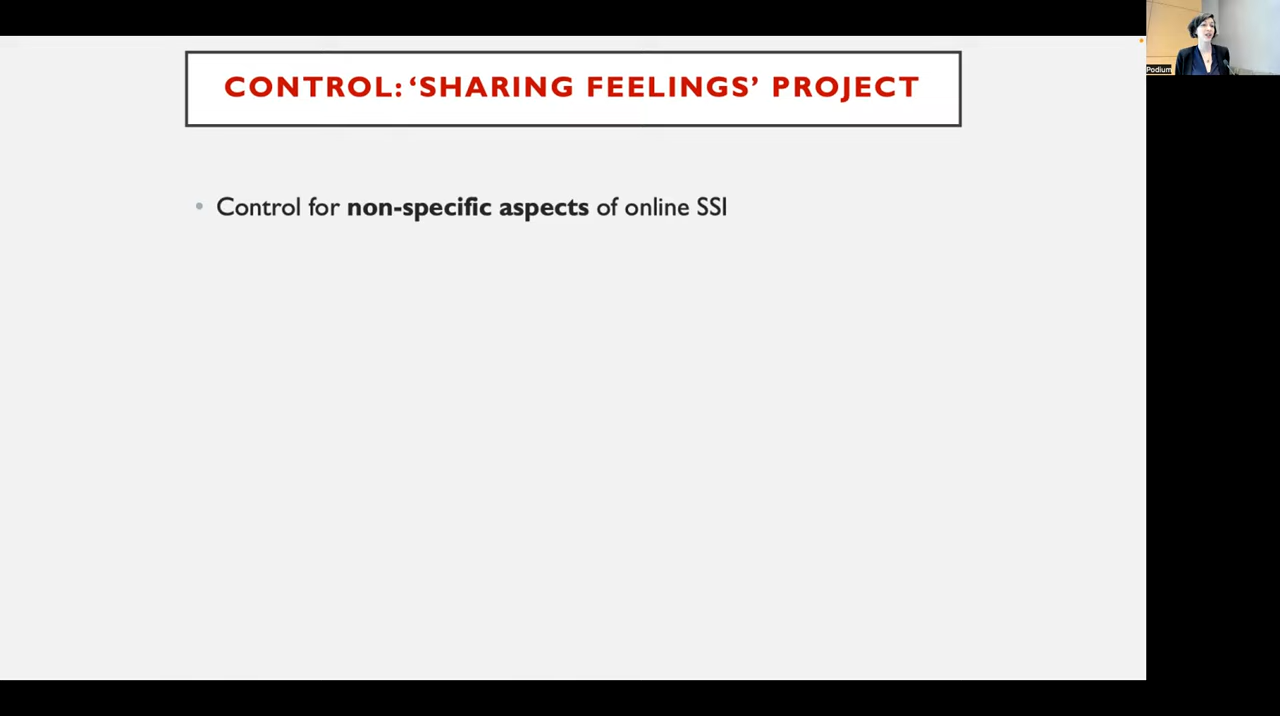 CONTROL: ‘SHARING FEELINGS’ PROJECT
• Control for non-specific aspects of online SSI
Podium